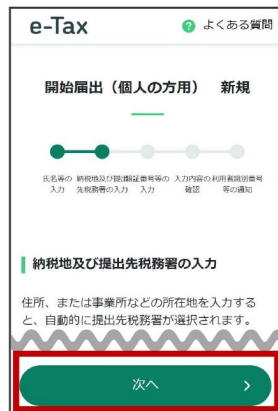 e-Tax
? よくある質問
開始届出（個人の方用） 新規
氏名等の 納税地及び提出 暗証番号等の 入力内容の 利用者識別番号
入力 先税務署の入力 入力 確認 等の通知
納税地及び提出先税務署の入力
住所、または事業所などの所在地を入力する
と、自動的に提出先税務署が選択されます。
次へ